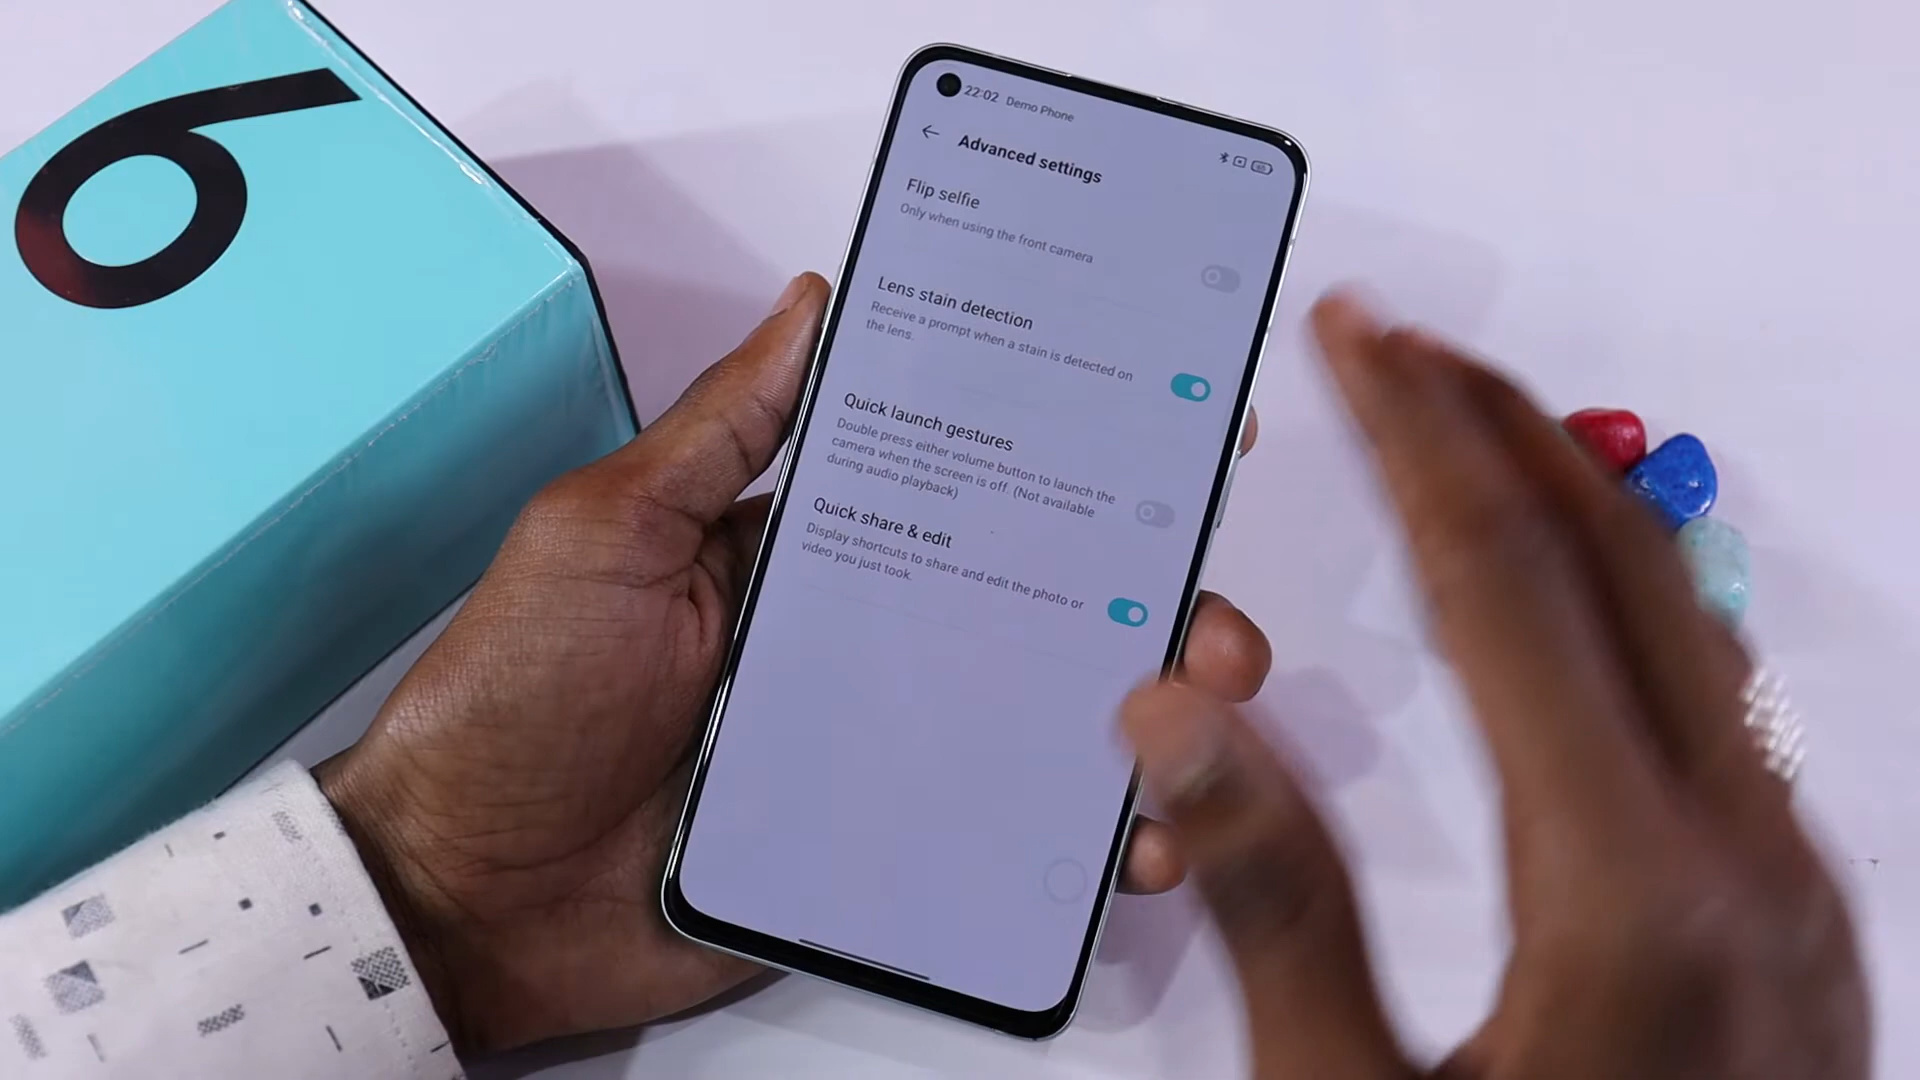 6
22:02 Demo Phone
Advanced settings
Flip selfie
Only when using the front camera
Lens stain detection
Receive a prompt when a stain is detected on
the lens.
Quick launch gestures
Double press either volume button to launch the
camera when the screen is off. (Not available
during audio playback)
Quick share & edit
Display shortcuts to share and edit the photo or
video you just took.